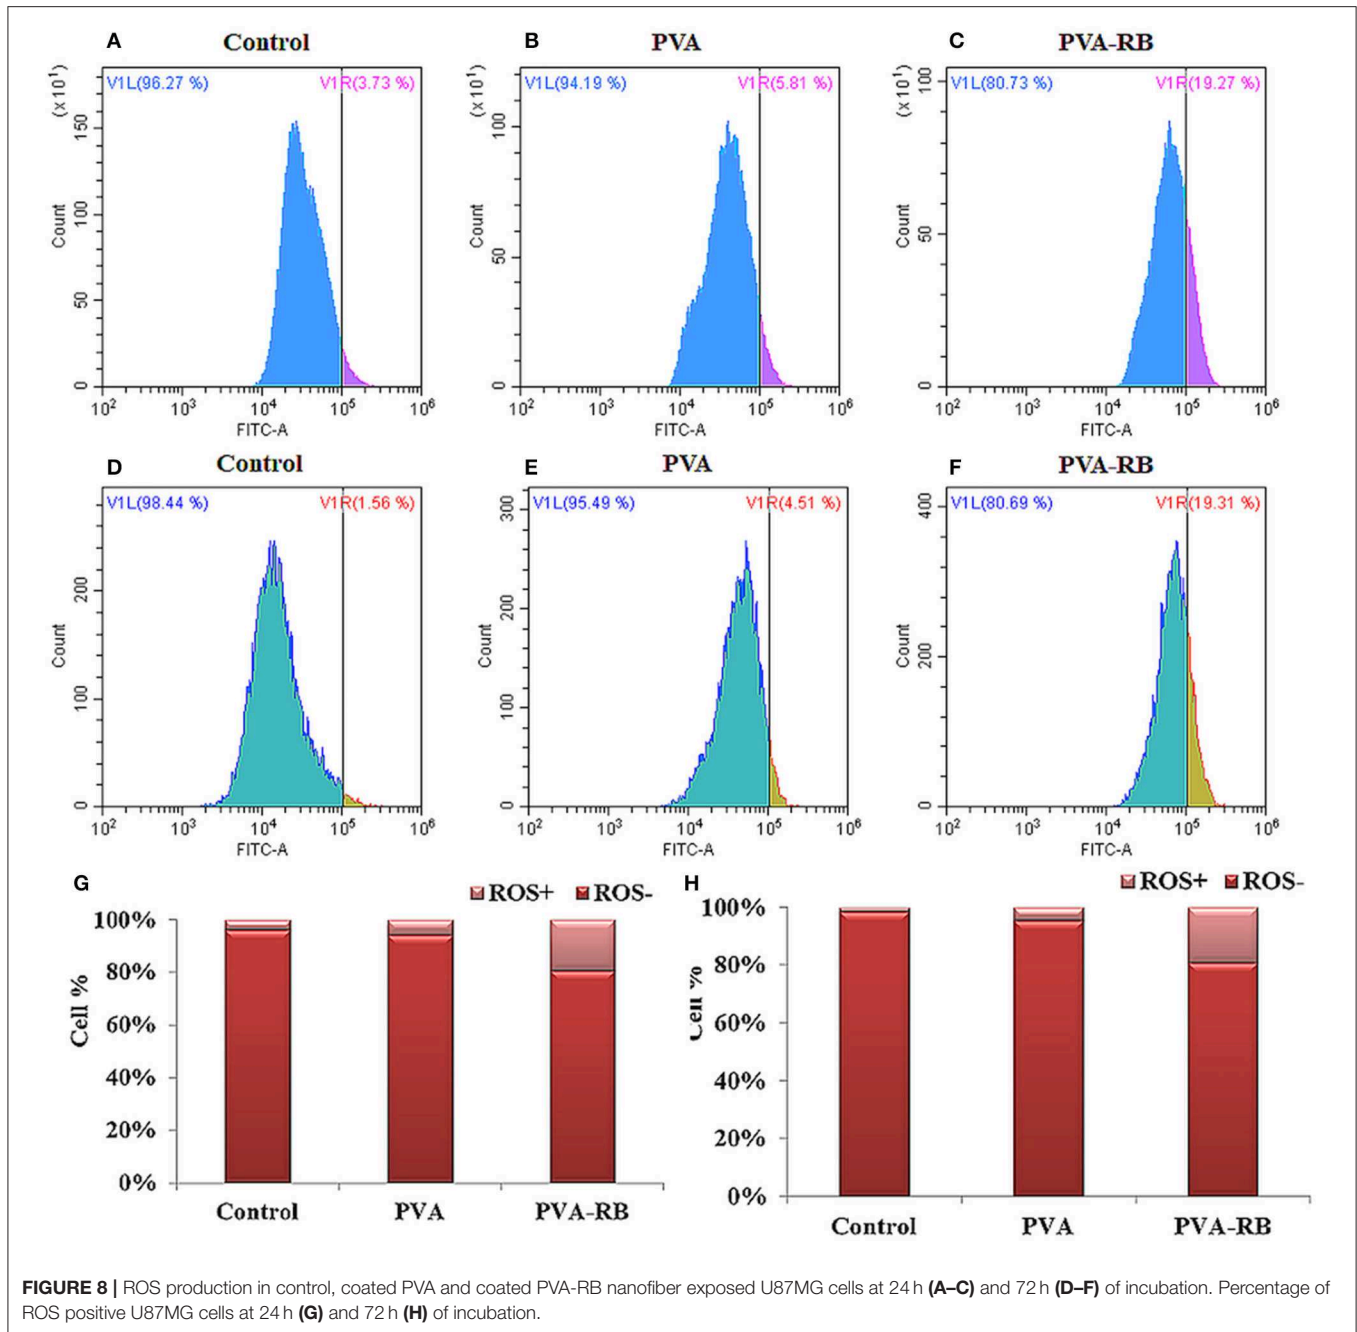 A Control B PVA C PVA-RB
V1L(96.27 %) V1R(3.73 %) V1L(94.19 %) V1R(5.81 %) V1L(80.73 %) V1R(19.27 %)
(x 10¹) (x 10¹) (x 10¹)
Count Count Count
150 100 50 0
100 50 0
100 50 0
10² 10³ 10⁴ 10⁵ 10⁶ 10² 10³ 10⁴ 10⁵ 10⁶ 10² 10³ 10⁴ 10⁵ 10⁶
FITC-A FITC-A FITC-A
D Control E PVA F PVA-RB
V1L(98.44 %) V1R(1.56 %) V1L(95.49 %) V1R(4.51 %) V1L(80.69 %) V1R(19.31 %)
Count Count Count
200 100 0
300 200 100 0
400 200 0
10² 10³ 10⁴ 10⁵ 10⁶ 10² 10³ 10⁴ 10⁵ 10⁶ 10² 10³ 10⁴ 10⁵ 10⁶
FITC-A FITC-A FITC-A
G ROS+ ROS-
Cell %
100%
80%
60%
40%
20%
0%
Control PVA PVA-RB
H ROS+ ROS-
Cell %
100%
80%
60%
40%
20%
0%
Control PVA PVA-RB
FIGURE 8 | ROS production in control, coated PVA and coated PVA-RB nanofiber exposed U87MG cells at 24 h (A–C) and 72 h (D–F) of incubation. Percentage of
ROS positive U87MG cells at 24 h (G) and 72 h (H) of incubation.